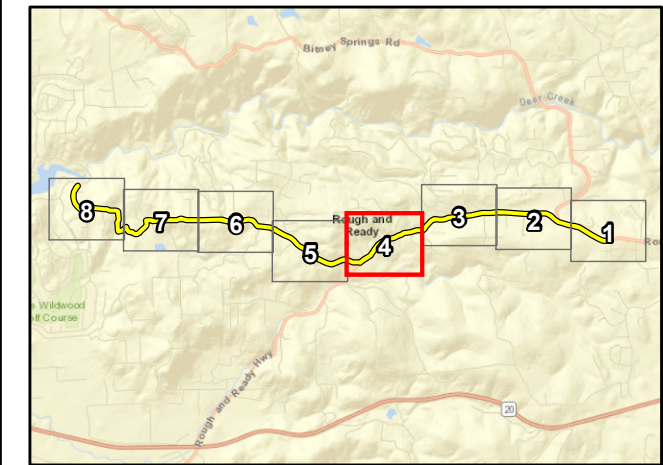 Bitney Springs Rd
Deer Creek
Rough and
Ready
8
7
6
5
4
3
2
1
Ro
e Wildwood
olf Course
Rough and Ready Hwy
20